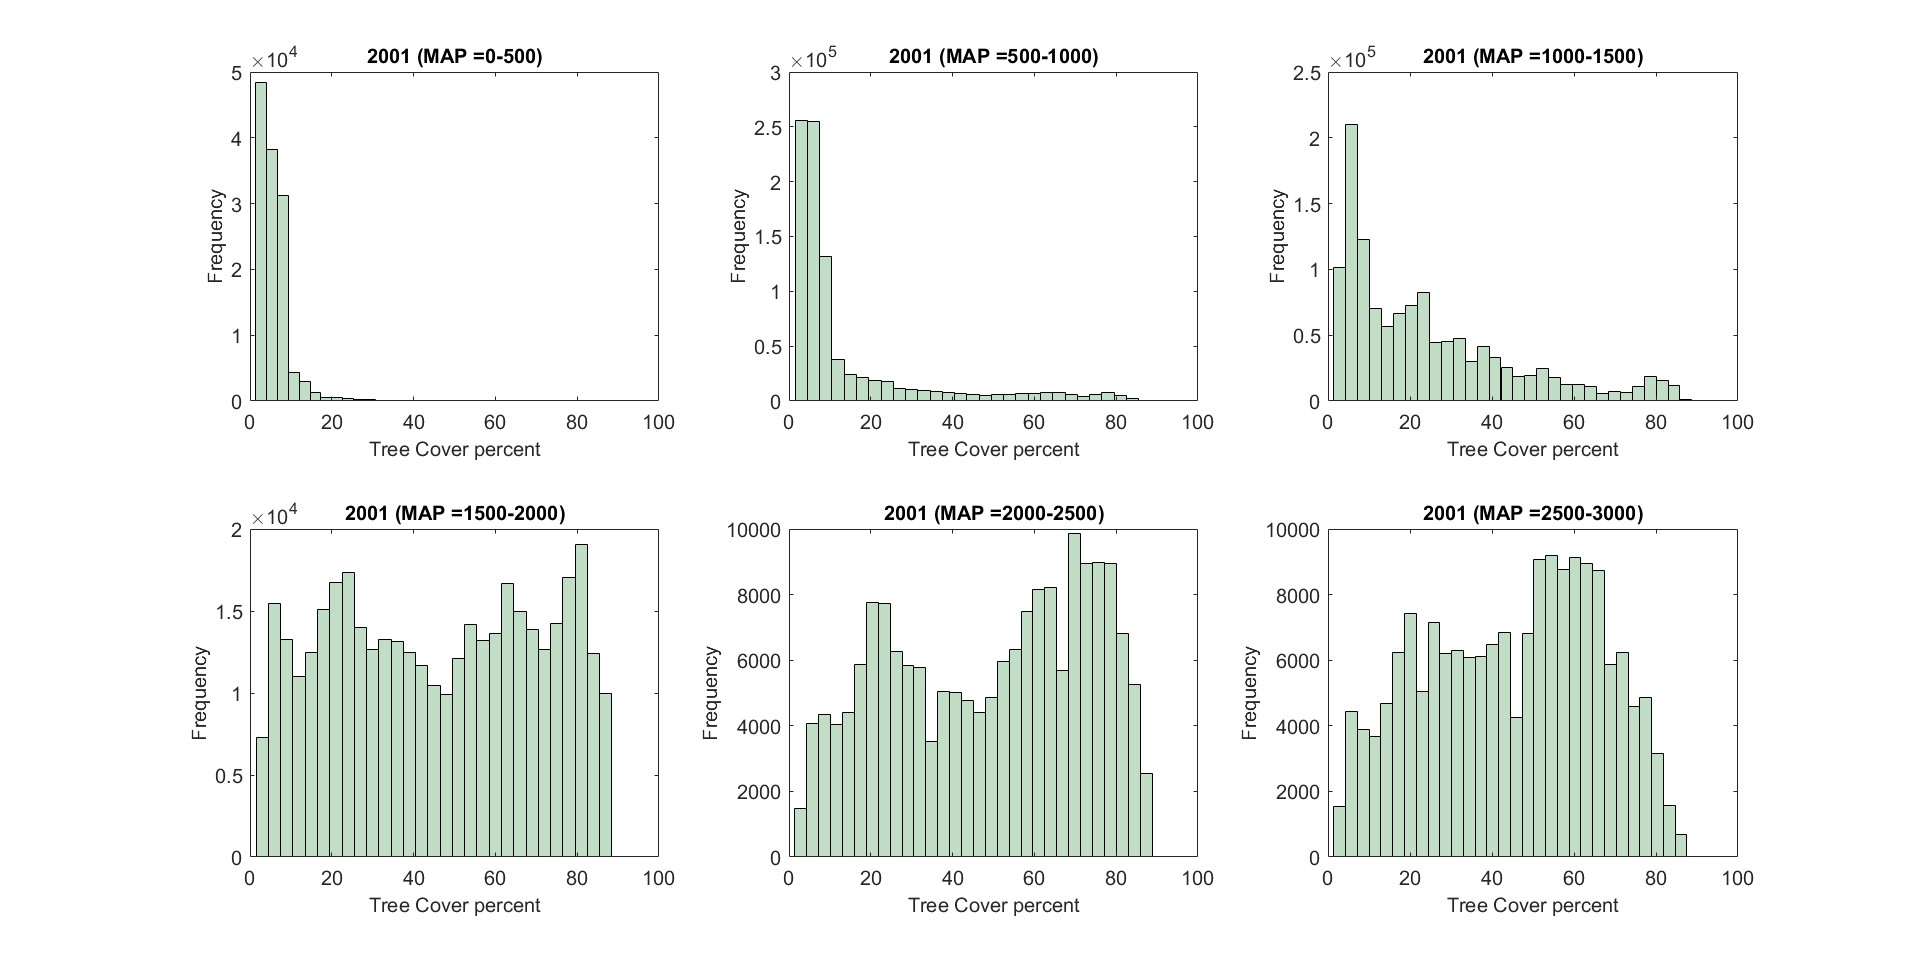 2001 (MAP =0-500)
×10^4
5
4
3
2
1
0
Frequency
0 20 40 60 80 100
Tree Cover percent
2001 (MAP =500-1000)
×10^5
3
2.5
2
1.5
1
0.5
0
Frequency
0 20 40 60 80 100
Tree Cover percent
2001 (MAP =1000-1500)
×10^5
2.5
2
1.5
1
0.5
0
Frequency
0 20 40 60 80 100
Tree Cover percent
2001 (MAP =1500-2000)
×10^4
2
1.5
1
0.5
0
Frequency
0 20 40 60 80 100
Tree Cover percent
2001 (MAP =2000-2500)
10000
8000
6000
4000
2000
0
Frequency
0 20 40 60 80 100
Tree Cover percent
2001 (MAP =2500-3000)
10000
8000
6000
4000
2000
0
Frequency
0 20 40 60 80 100
Tree Cover percent